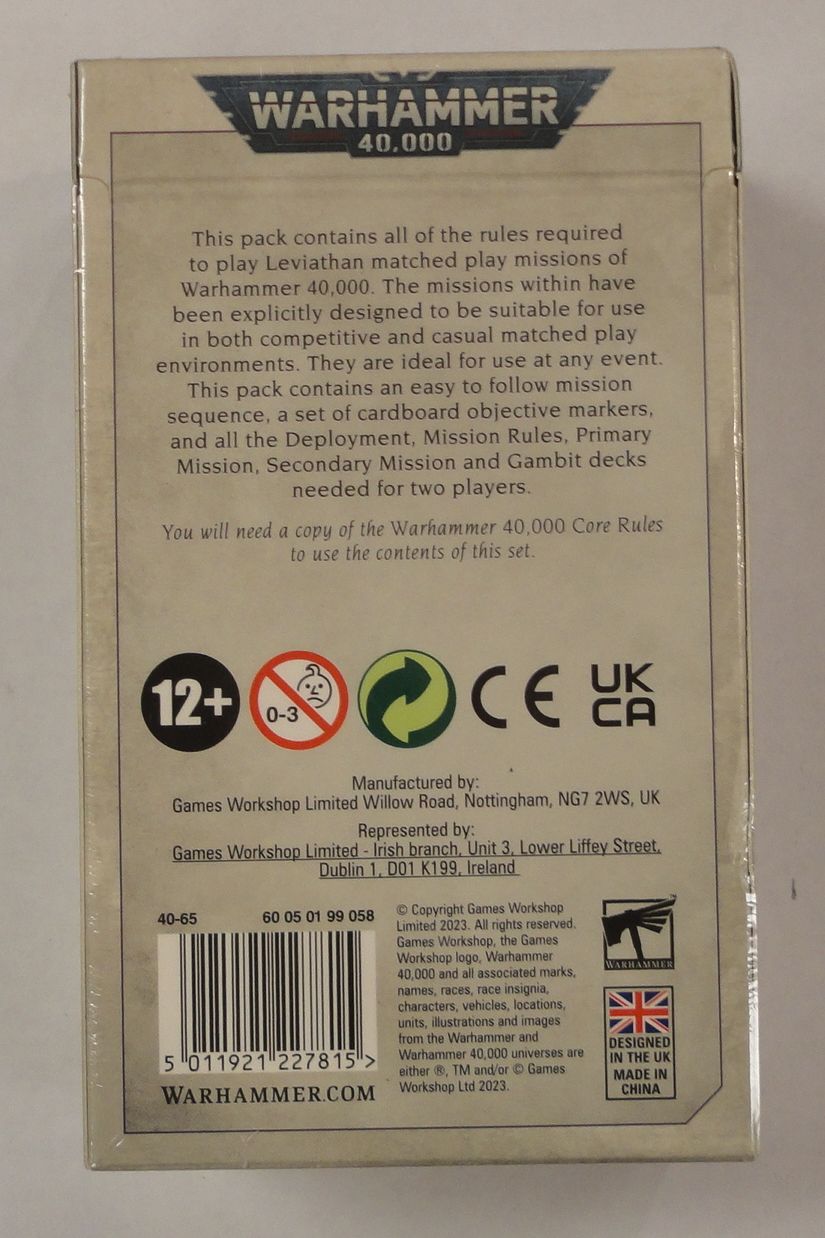 WARHAMMER
40,000
This pack contains all of the rules required
to play Leviathan matched play missions of
Warhammer 40,000. The missions within have
been explicitly designed to be suitable for use
in both competitive and casual matched play
environments. They are ideal for use at any event.
This pack contains an easy to follow mission
sequence, a set of cardboard objective markers,
and all the Deployment, Mission Rules, Primary
Mission, Secondary Mission and Gambit decks
needed for two players.
You will need a copy of the Warhammer 40,000 Core Rules
to use the contents of this set.
12+
0-3
CE
UK
CA
Manufactured by:
Games Workshop Limited Willow Road, Nottingham, NG7 2WS, UK
Represented by:
Games Workshop Limited - Irish branch, Unit 3, Lower Liffey Street,
Dublin 1, D01 K199, Ireland
40-65 60 05 01 99 058
5 011921 227815 >
WARHAMMER.COM
© Copyright Games Workshop
Limited 2023. All rights reserved.
Games Workshop, the Games
Workshop logo, Warhammer
40,000 and all associated marks,
names, races, race insignia,
characters, vehicles, locations,
units, illustrations and images
from the Warhammer and
Warhammer 40,000 universes are
either ®, TM and/or © Games
Workshop Ltd 2023.
TM
WARHAMMER
DESIGNED
IN THE UK
MADE IN
CHINA